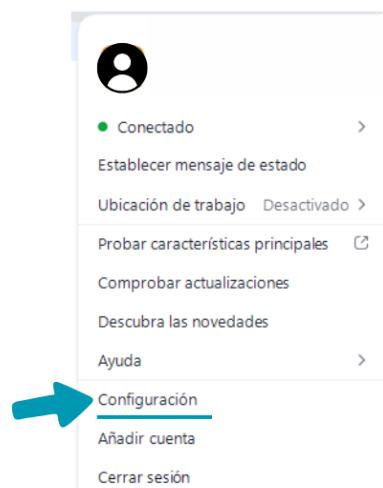 Conectado
Establecer mensaje de estado
Ubicación de trabajo Desactivado
Probar características principales
Comprobar actualizaciones
Descubra las novedades
Ayuda
Configuración
Añadir cuenta
Cerrar sesión